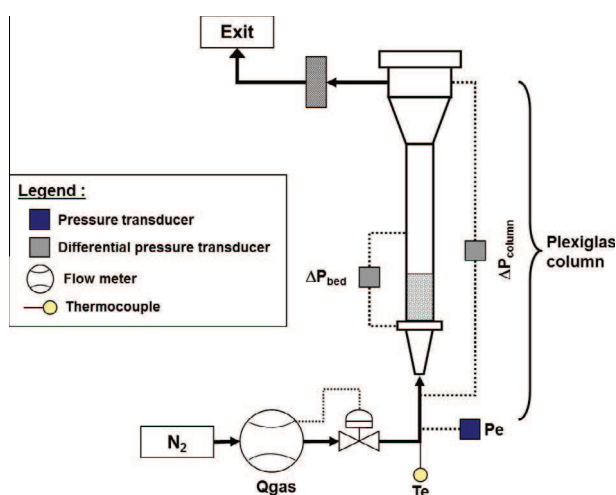 Exit
Legend :
Pressure transducer
Differential pressure transducer
Flow meter
Thermocouple
ΔPbed
ΔPcolumn
Plexiglas
column
N2
Qgas
Pe
Te